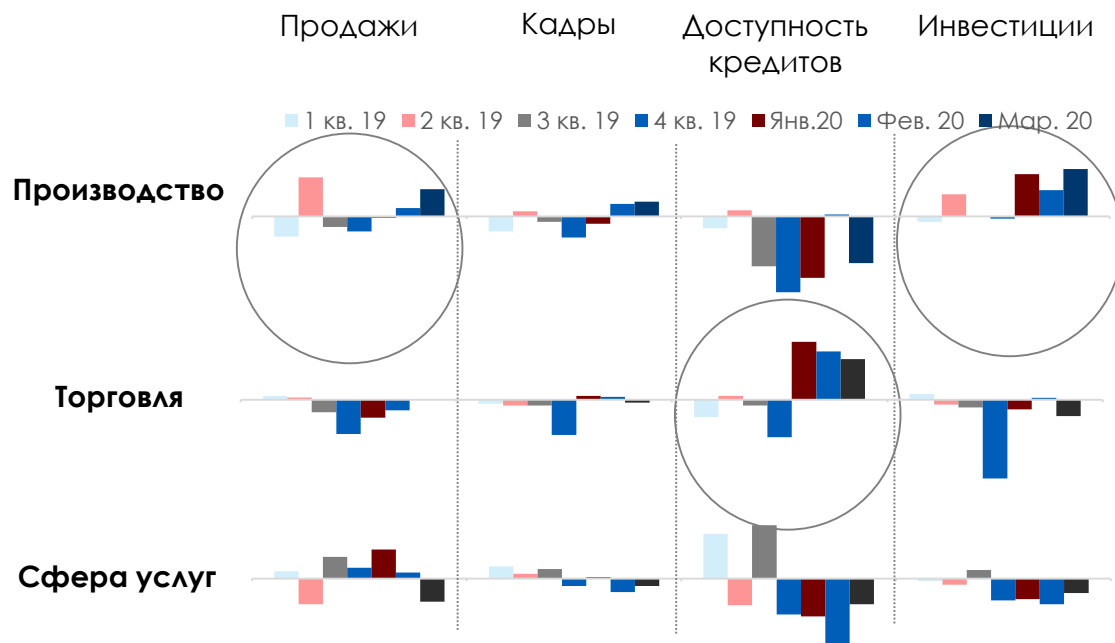 Продажи
Кадры
Доступность
кредитов
Инвестиции
1 кв. 19 2 кв. 19 3 кв. 19 4 кв. 19 Янв.20 Фев. 20 Мар. 20
Производство
Торговля
Сфера услуг